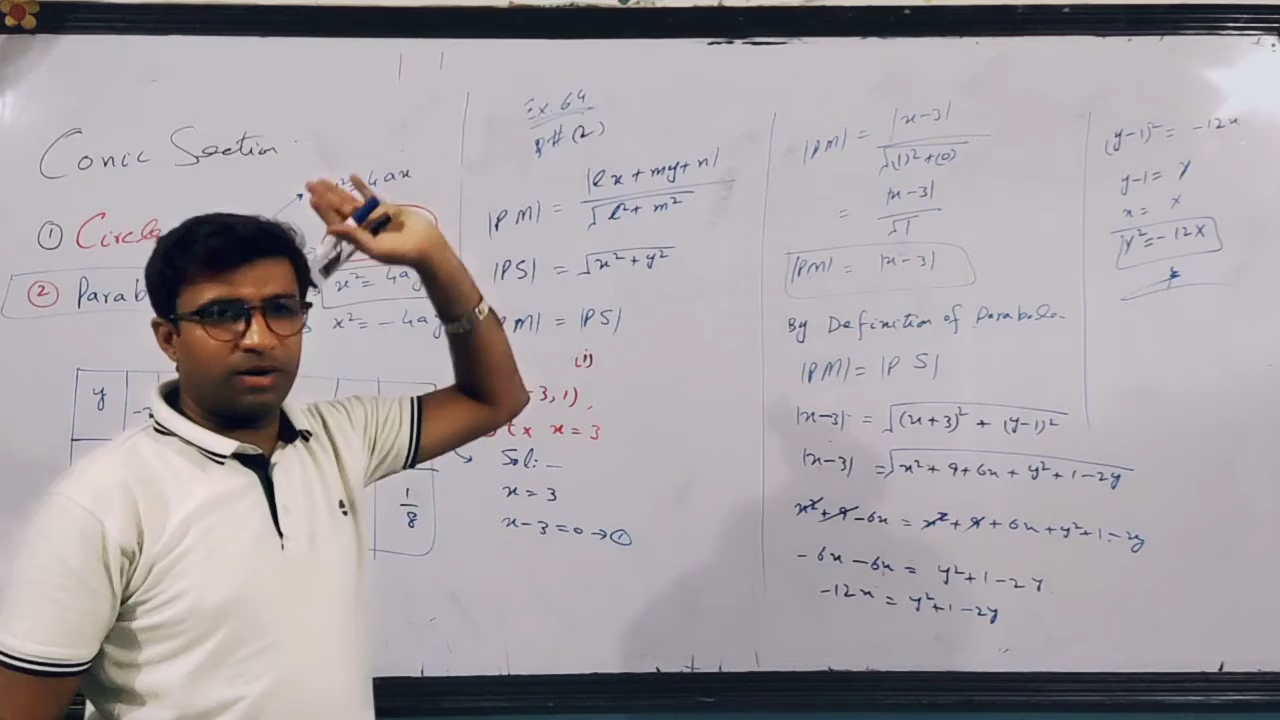 Conic Section
① Circle
② Parab
= 4ax
x² = 4a
x² = -4a
y
1/8
Ex. 64
Q#(2)
|PM| = |lx + my + n| / √(l² + m²)
|PS| = √(x² + y²)
PM| = |PS|
(i)
-3, 1),
x = 3
Sol:-
x = 3
x-3=0 → ①
|PM| = |x-3| / √((1)² + (0)²)
= |x-3| / √1
|PM| = |x-3|
By Definition of Parabola
|PM| = |PS|
|x-3| = √((x+3)² + (y-1)²)
|x-3| = √(x² + 9 + 6x + y² + 1 - 2y)
x² + 9 - 6x = x² + 9 + 6x + y² + 1 - 2y
-6x - 6x = y² + 1 - 2y
-12x = y² + 1 - 2y
(y-1)² = -12x
y-1 = Y
x = X
Y² = -12X